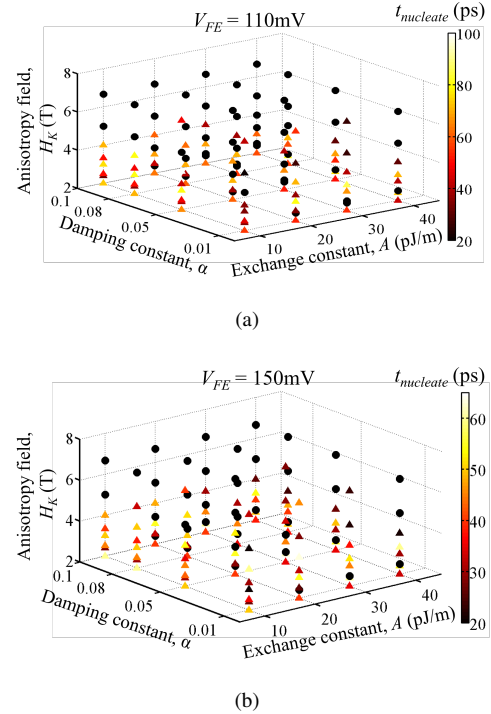 V_FE = 110mV
t_nucleate (ps)
100
80
60
40
20
Anisotropy field,
H_K (T)
8
6
4
2
0.1
0.08
0.05
0.01
Damping constant, α
10
20
30
40
Exchange constant, A (pJ/m)
(a)
V_FE = 150mV
t_nucleate (ps)
60
50
40
30
20
Anisotropy field,
H_K (T)
8
6
4
2
0.1
0.08
0.05
0.01
Damping constant, α
10
20
30
40
Exchange constant, A (pJ/m)
(b)